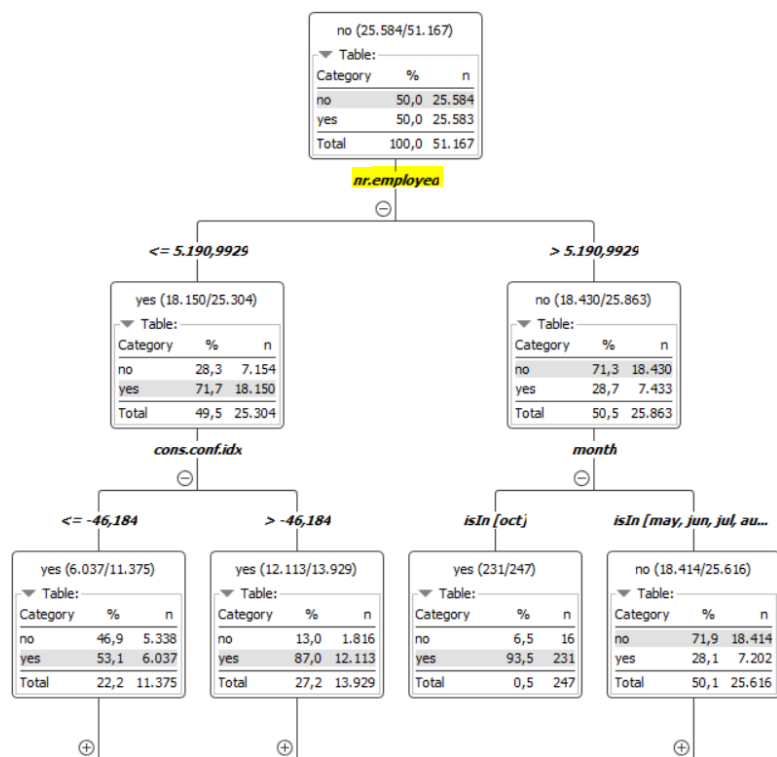 no (25.584/51.167)
Table:
Category % n
no 50,0 25.584
yes 50,0 25.583
Total 100,0 51.167
nr.employed
<= 5.190,9929
> 5.190,9929
yes (18.150/25.304)
Table:
Category % n
no 28,3 7.154
yes 71,7 18.150
Total 49,5 25.304
cons.conf.idx
no (18.430/25.863)
Table:
Category % n
no 71,3 18.430
yes 28,7 7.433
Total 50,5 25.863
month
<= -46,184
> -46,184
isIn [oct]
isIn [may, jun, jul, au...
yes (6.037/11.375)
Table:
Category % n
no 46,9 5.338
yes 53,1 6.037
Total 22,2 11.375
yes (12.113/13.929)
Table:
Category % n
no 13,0 1.816
yes 87,0 12.113
Total 27,2 13.929
yes (231/247)
Table:
Category % n
no 6,5 16
yes 93,5 231
Total 0,5 247
no (18.414/25.616)
Table:
Category % n
no 71,9 18.414
yes 28,1 7.202
Total 50,1 25.616